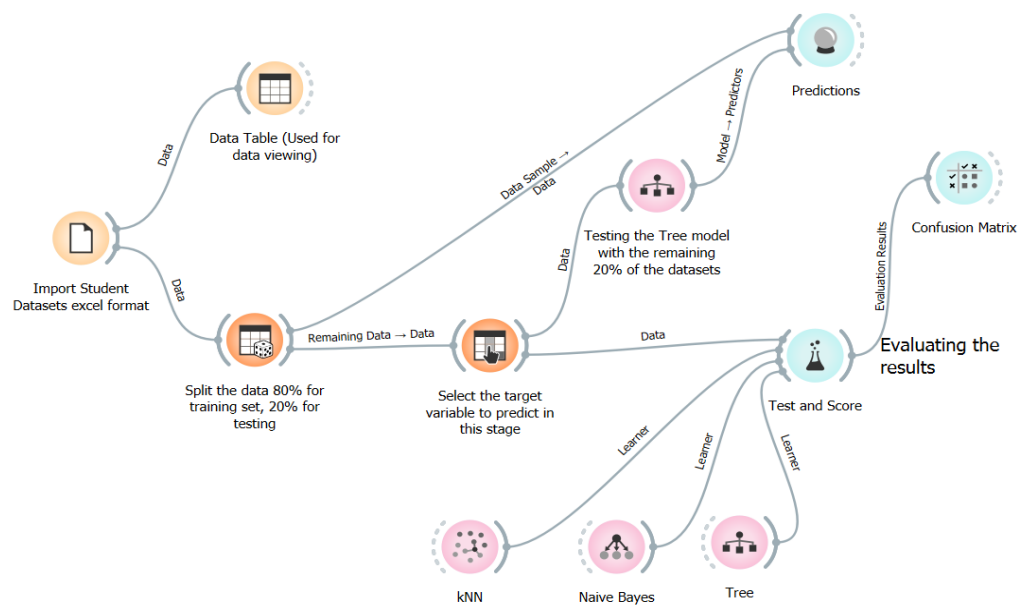 Predictions
Data Table (Used for
data viewing)
Data
Data Sample →
Data
Model → Predictors
Confusion Matrix
Testing the Tree model
with the remaining
20% of the datasets
Data
Import Student
Datasets excel format
Data
Evaluation Results
Remaining Data → Data
Data
Evaluating the
results
Split the data 80% for
training set, 20% for
testing
Select the target
variable to predict in
this stage
Test and Score
Learner
Learner
Learner
kNN
Naive Bayes
Tree